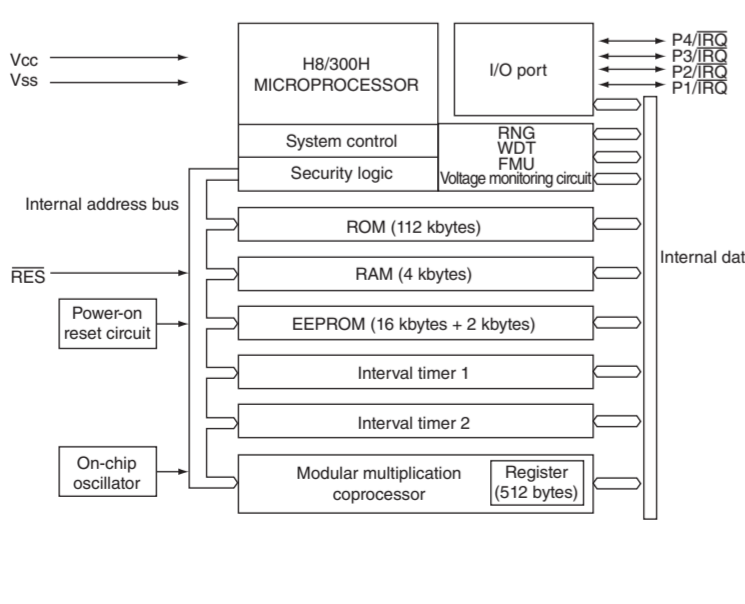 Vcc
Vss
H8/300H
MICROPROCESSOR
I/O port
P4/IRQ
P3/IRQ
P2/IRQ
P1/IRQ
System control
Security logic
RNG
WDT
FMU
Voltage monitoring circuit
Internal address bus
ROM (112 kbytes)
Internal dat
RES
RAM (4 kbytes)
Power-on
reset circuit
EEPROM (16 kbytes + 2 kbytes)
Interval timer 1
Interval timer 2
On-chip
oscillator
Modular multiplication
coprocessor
Register
(512 bytes)